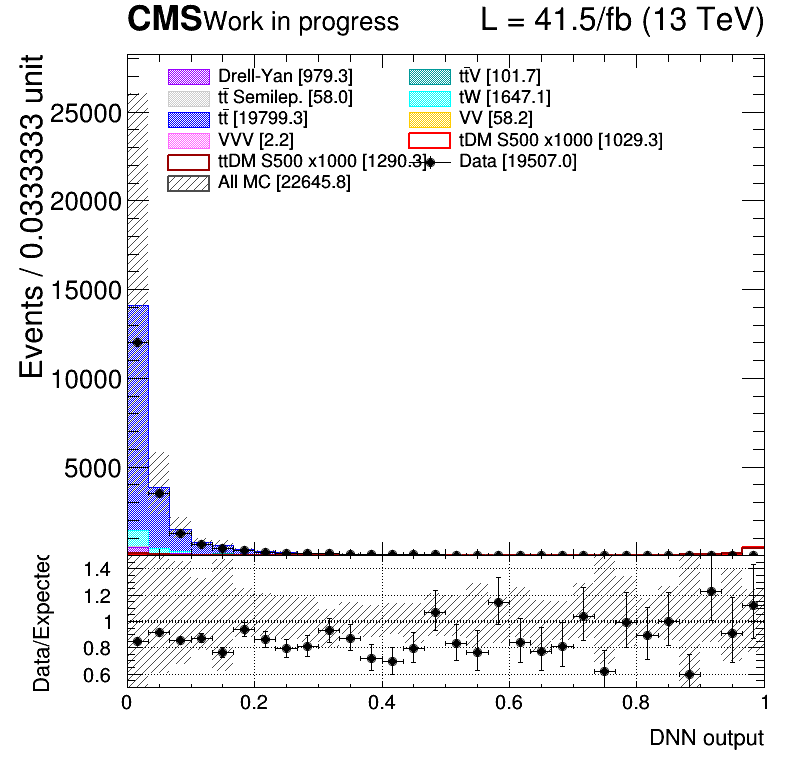 CMS Work in progress L = 41.5/fb (13 TeV)
Drell-Yan [979.3] tt̄V [101.7]
tt̄ Semilep. [58.0] tW [1647.1]
tt̄ [19799.3] VV [58.2]
VVV [2.2] tDM S500 x1000 [1029.3]
ttDM S500 x1000 [1290.3] Data [19507.0]
All MC [22645.8]
Events / 0.0333333 unit
25000
20000
15000
10000
5000
Data/Expected
1.4
1.2
1
0.8
0.6
0 0.2 0.4 0.6 0.8 1
DNN output